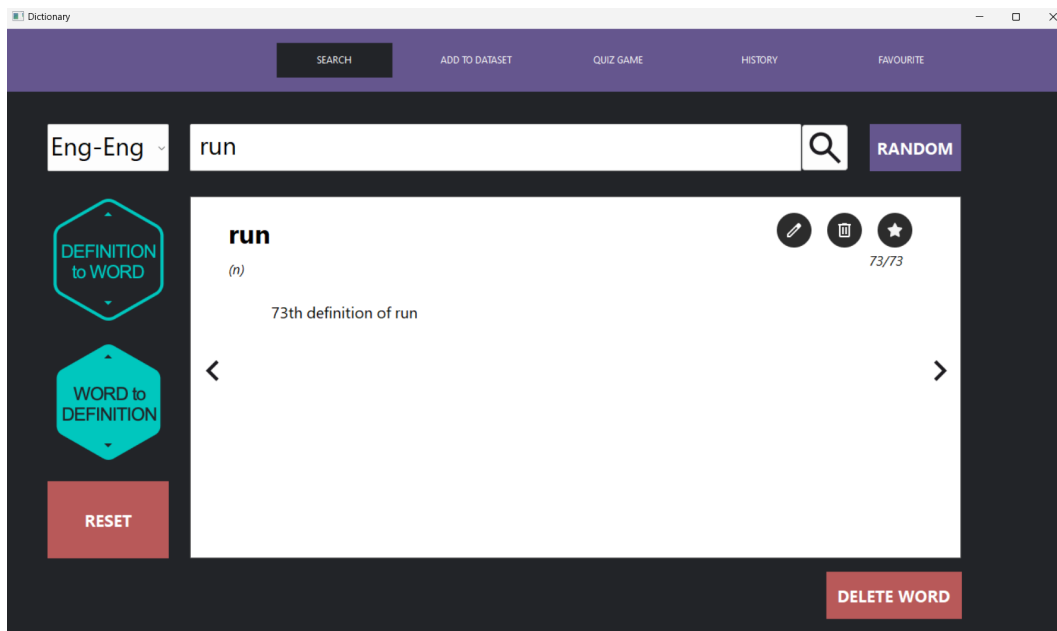 Dictionary
SEARCH ADD TO DATASET QUIZ GAME HISTORY FAVOURITE
Eng-Eng run RANDOM
run
73/73
(n)
73th definition of run
DEFINITION
to WORD
WORD to
DEFINITION
RESET
DELETE WORD